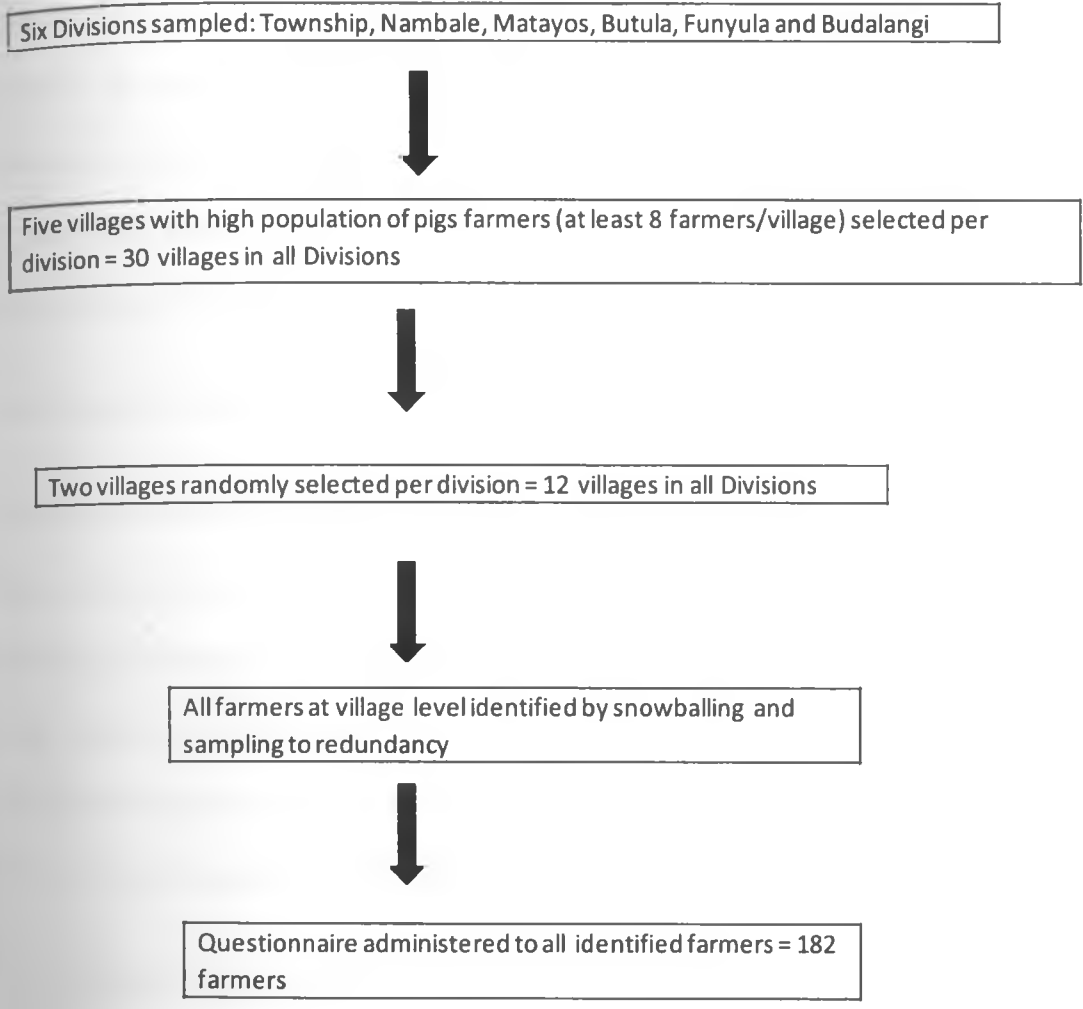 Six Divisions sampled: Township, Nambale, Matayos, Butula, Funyula and Budalangi
Five villages with high population of pigs farmers (at least 8 farmers/village) selected per
division = 30 villages in all Divisions
Two villages randomly selected per division = 12 villages in all Divisions
All farmers at village level identified by snowballing and
sampling to redundancy
Questionnaire administered to all identified farmers = 182
farmers